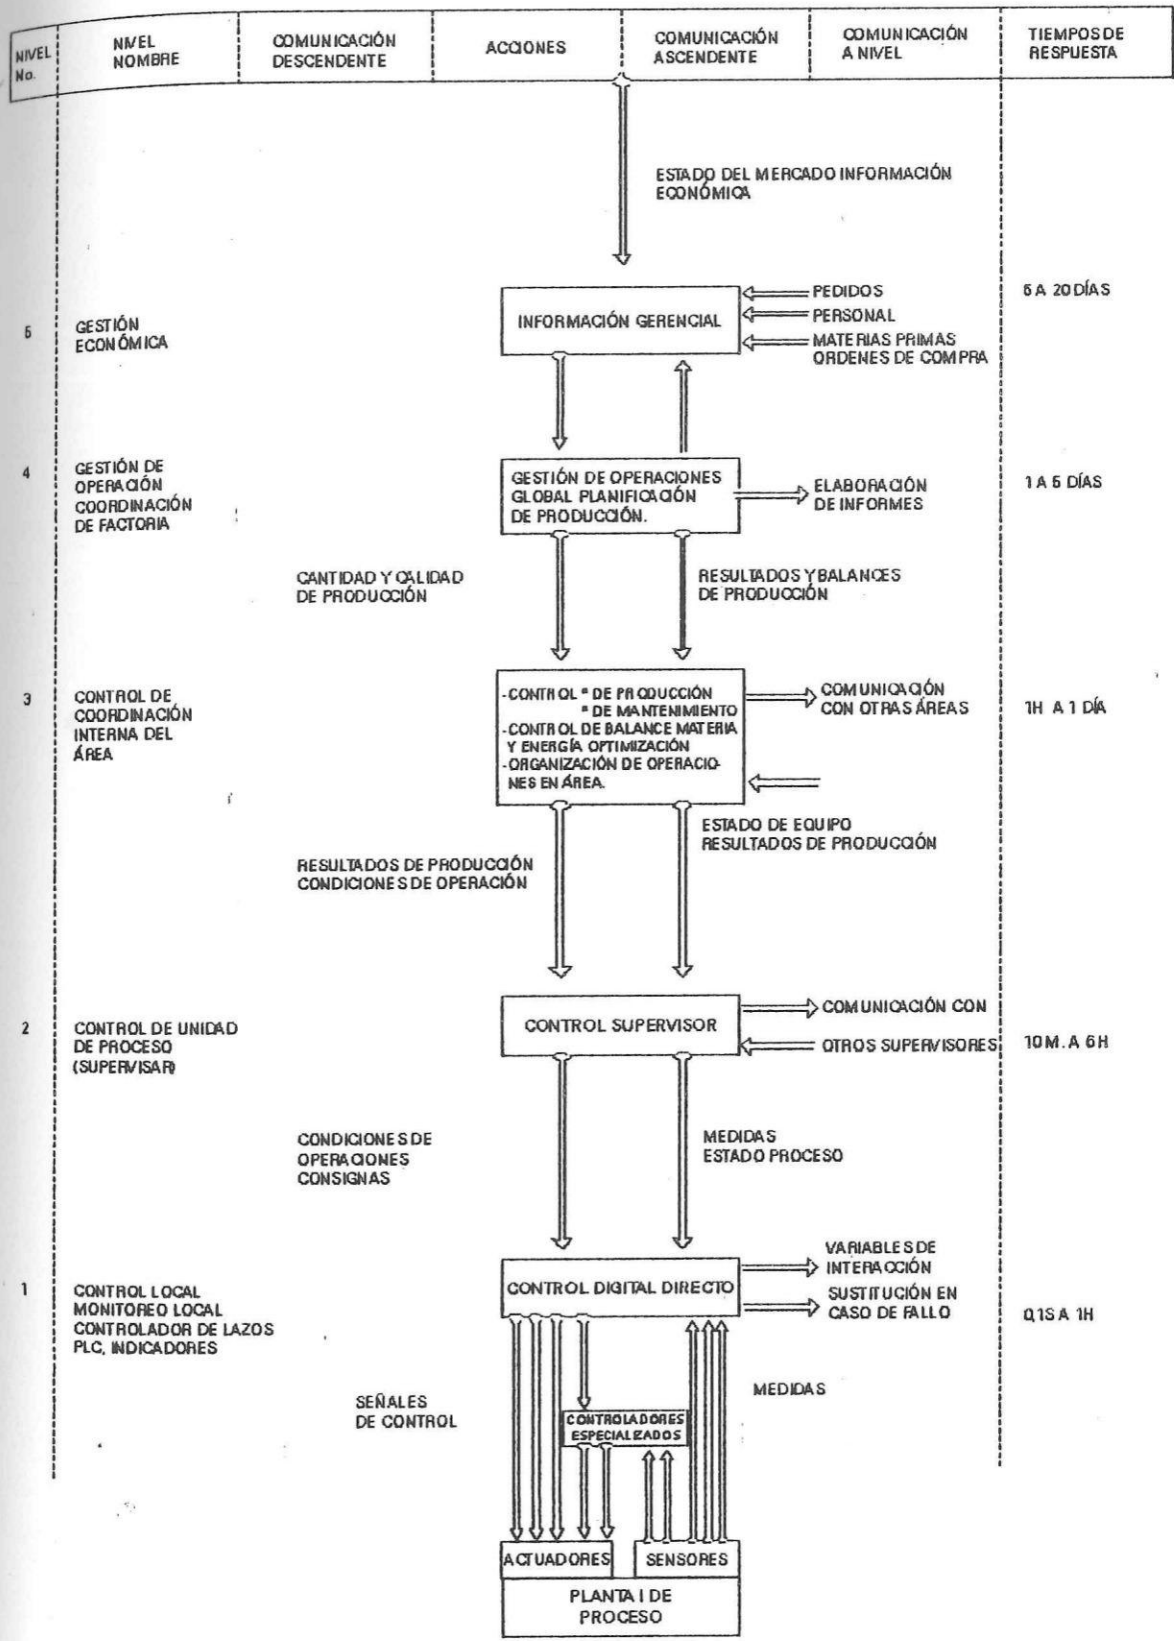 NIVEL
No.
NIVEL
NOMBRE
COMUNICACIÓN
DESCENDENTE
ACCIONES
COMUNICACIÓN
ASCENDENTE
COMUNICACIÓN
A NIVEL
TIEMPOS DE
RESPUESTA
ESTADO DEL MERCADO INFORMACIÓN
ECONÓMICA
5
GESTIÓN
ECONÓMICA
INFORMACIÓN GERENCIAL
PEDIDOS
PERSONAL
MATERIAS PRIMAS
ORDENES DE COMPRA
5 A 20 DÍAS
4
GESTIÓN DE
OPERACIÓN
COORDINACIÓN
DE FACTORIA
GESTIÓN DE OPERACIONES
GLOBAL PLANIFICACIÓN
DE PRODUCCIÓN.
ELABORACIÓN
DE INFORMES
1 A 5 DÍAS
CANTIDAD Y CALIDAD
DE PRODUCCIÓN
RESULTADOS Y BALANCES
DE PRODUCCIÓN
3
CONTROL DE
COORDINACIÓN
INTERNA DEL
ÁREA
-CONTROL * DE PRODUCCIÓN
* DE MANTENIMIENTO
-CONTROL DE BALANCE MATERIA
Y ENERGÍA OPTIMIZACIÓN
-ORGANIZACIÓN DE OPERACIO-
NES EN ÁREA.
COMUNICACIÓN
CON OTRAS ÁREAS
1H A 1 DÍA
RESULTADOS DE PRODUCCIÓN
CONDICIONES DE OPERACIÓN
ESTADO DE EQUIPO
RESULTADOS DE PRODUCCIÓN
2
CONTROL DE UNIDAD
DE PROCESO
(SUPERVISAR)
CONTROL SUPERVISOR
COMUNICACIÓN CON
OTROS SUPERVISORES
10M. A 6H
CONDICIONES DE
OPERACIONES
CONSIGNAS
MEDIDAS
ESTADO PROCESO
1
CONTROL LOCAL
MONITOREO LOCAL
CONTROLADOR DE LAZOS
PLC, INDICADORES
CONTROL DIGITAL DIRECTO
VARIABLES DE
INTERACCIÓN
SUSTITUCIÓN EN
CASO DE FALLO
0,1S A 1H
SEÑALES
DE CONTROL
CONTROLADORES
ESPECIALIZADOS
MEDIDAS
ACTUADORES
SENSORES
PLANTA I DE
PROCESO